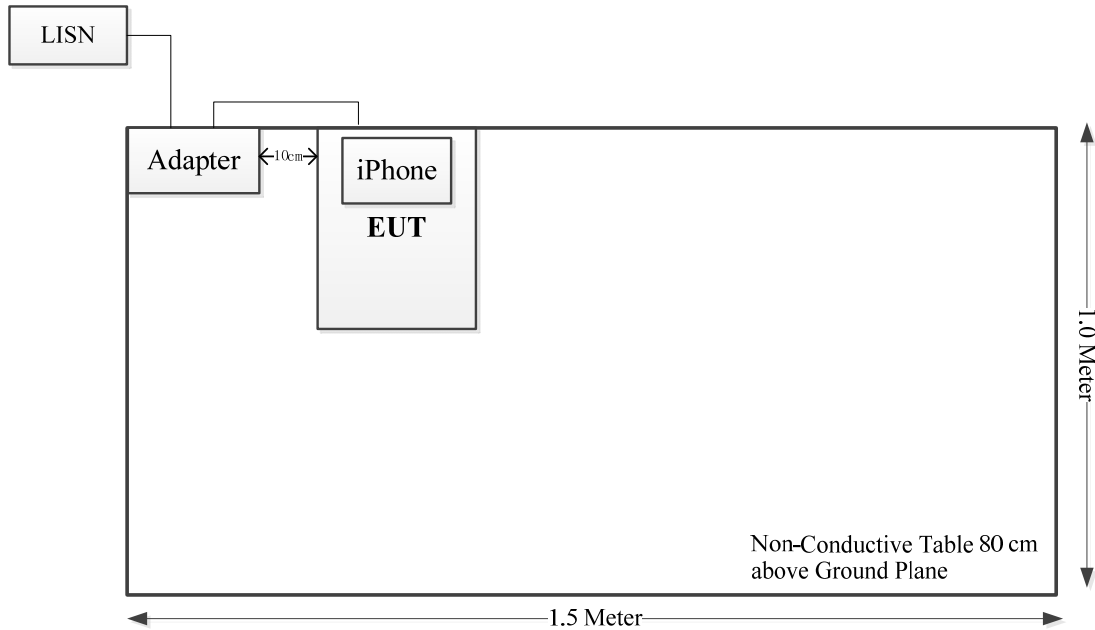 LISN
Adapter
10cm
iPhone
EUT
1.0 Meter
Non-Conductive Table 80 cm
above Ground Plane
1.5 Meter